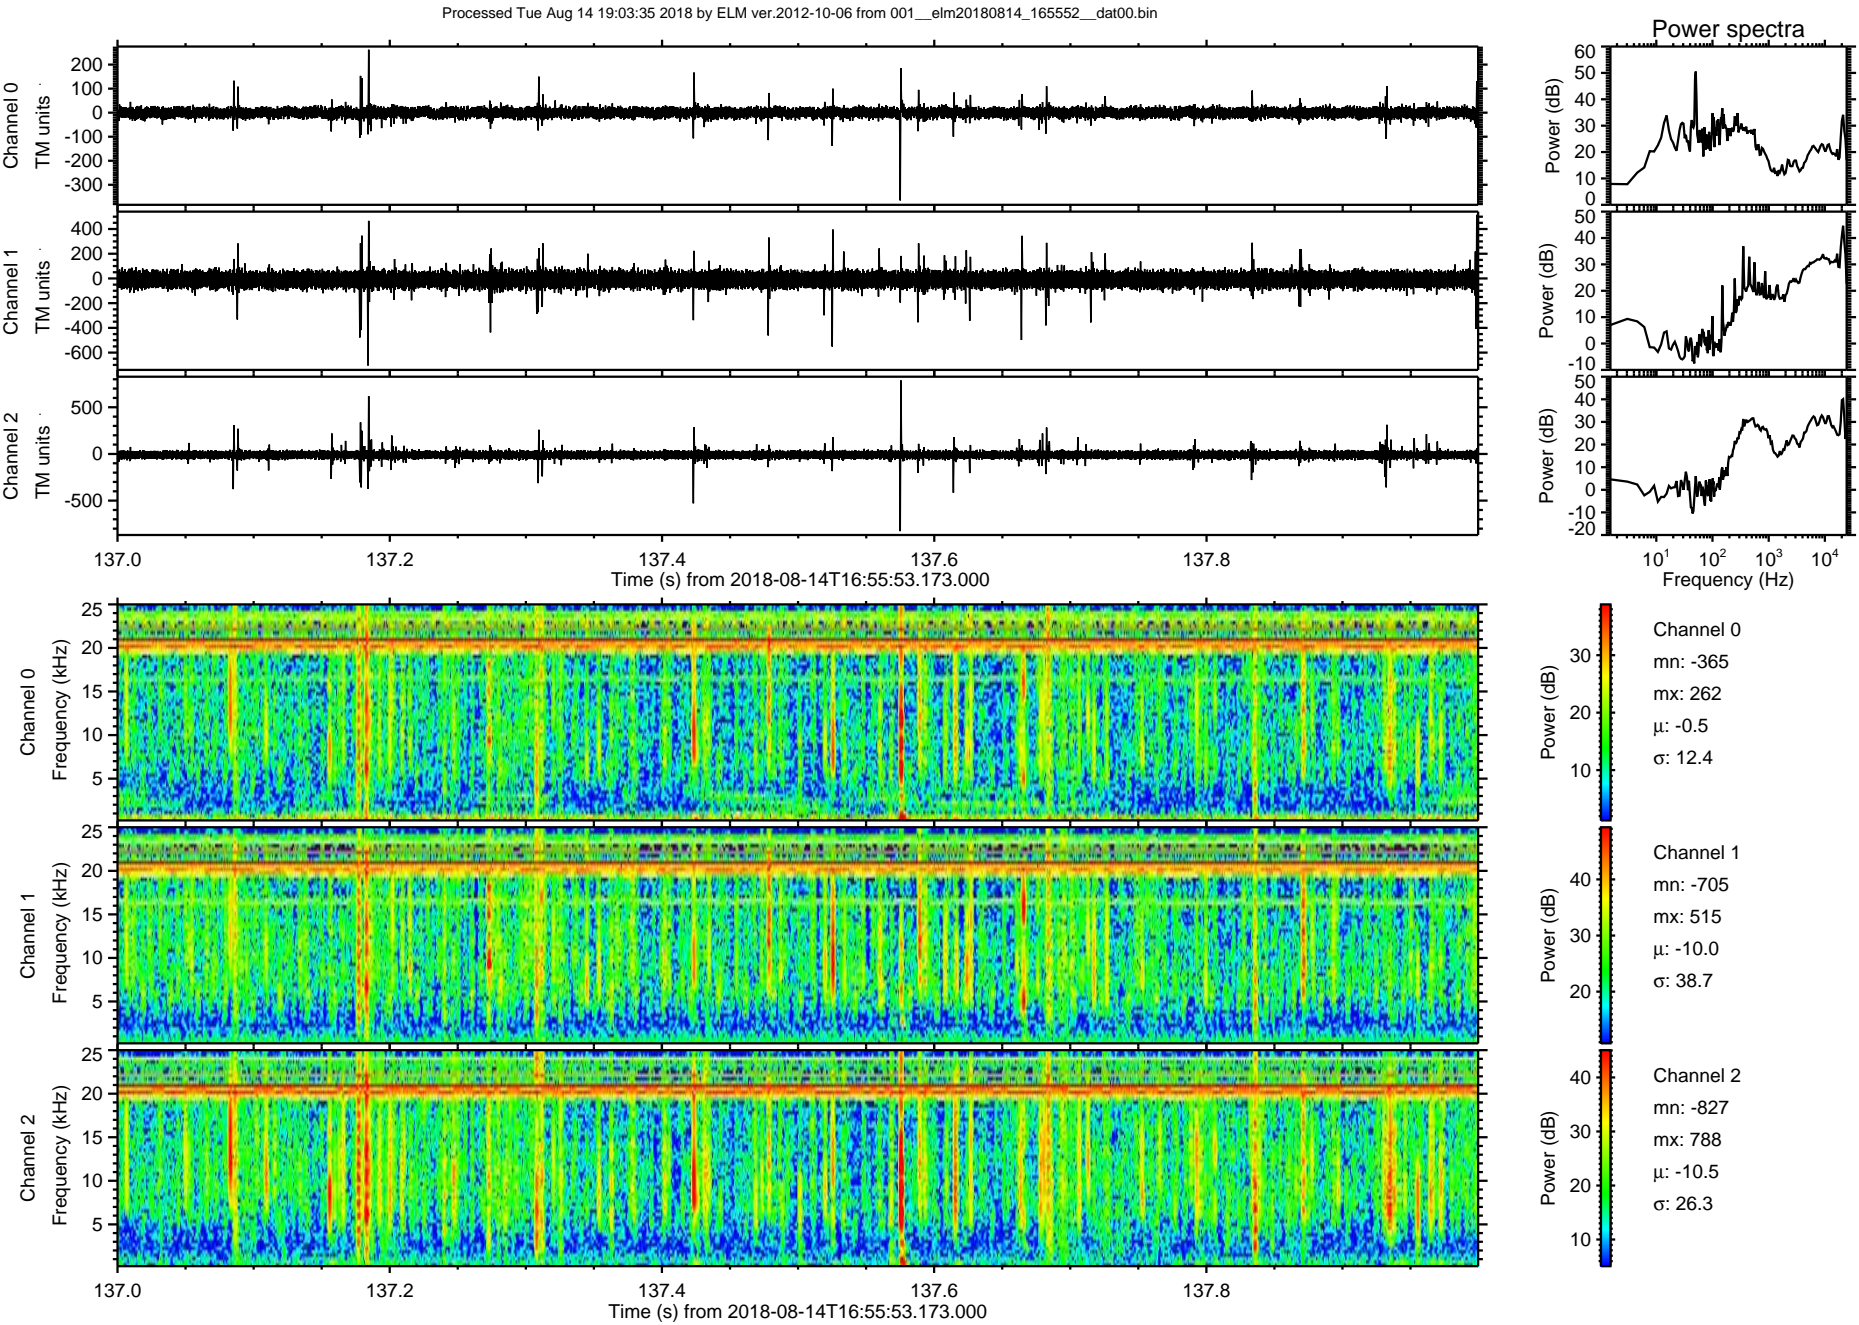 Processed Tue Aug 14 19:03:35 2018 by ELM ver.2012-10-06 from 001__elm20180814_165552__dat00.bin
Power spectra
Channel 0
TM units
200
100
0
-100
-200
-300
Power (dB)
60
50
40
30
20
10
0
Channel 1
TM units
400
200
0
-200
-400
-600
Power (dB)
50
40
30
20
10
0
-10
Channel 2
TM units
500
0
-500
Power (dB)
50
40
30
20
10
0
-10
-20
137.0
137.2
137.4
137.6
137.8
Time (s) from 2018-08-14T16:55:53.173.000
10^1
10^2
10^3
10^4
Frequency (Hz)
Channel 0
Frequency (kHz)
25
20
15
10
5
Power (dB)
30
20
10
Channel 0
mn: -365
mx: 262
μ: -0.5
σ: 12.4
Channel 1
Frequency (kHz)
25
20
15
10
5
Power (dB)
40
30
20
Channel 1
mn: -705
mx: 515
μ: -10.0
σ: 38.7
Channel 2
Frequency (kHz)
25
20
15
10
5
Power (dB)
40
30
20
10
Channel 2
mn: -827
mx: 788
μ: -10.5
σ: 26.3
137.0
137.2
137.4
137.6
137.8
Time (s) from 2018-08-14T16:55:53.173.000